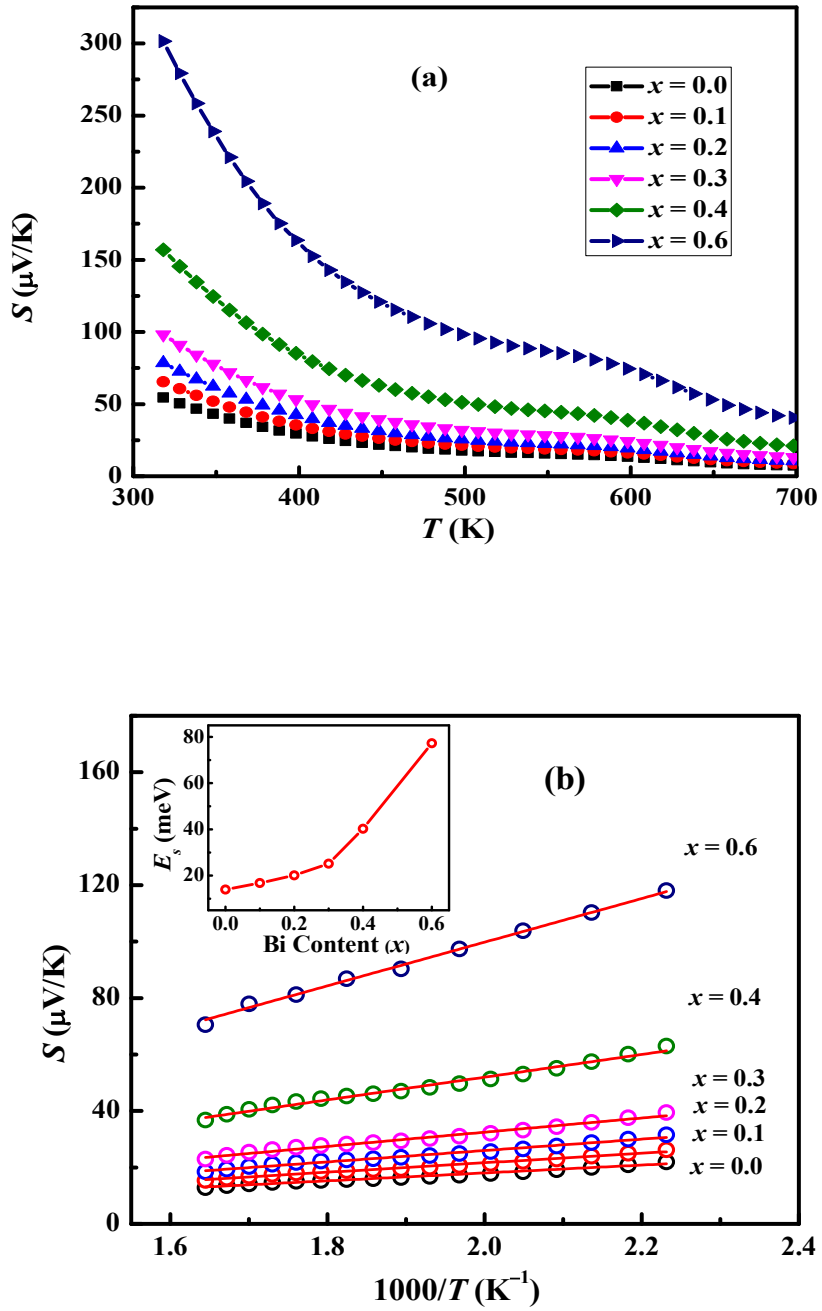 300
250
200
150
100
50
0
S (μV/K)
(a)
x = 0.0
x = 0.1
x = 0.2
x = 0.3
x = 0.4
x = 0.6
300 400 500 600 700
T (K)
160
120
80
40
0
S (μV/K)
80
60
40
20
E_s (meV)
0.0 0.2 0.4 0.6
Bi Content (x)
(b)
x = 0.6
x = 0.4
x = 0.3
x = 0.2
x = 0.1
x = 0.0
1.6 1.8 2.0 2.2 2.4
1000/T (K⁻¹)